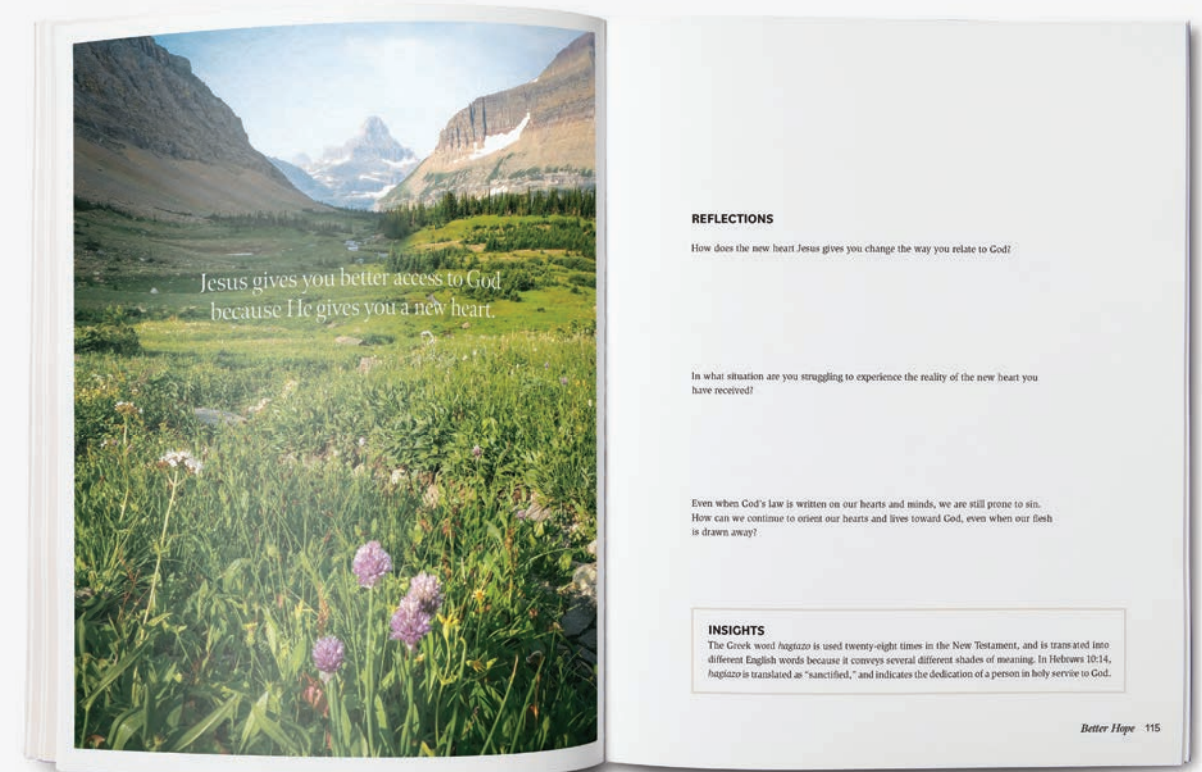 Jesus gives you better access to God
because He gives you a new heart.
REFLECTIONS
How does the new heart Jesus gives you change the way you relate to God?
In what situation are you struggling to experience the reality of the new heart you
have received?
Even when God's law is written on our hearts and minds, we are still prone to sin.
How can we continue to orient our hearts and lives toward God, even when our flesh
is drawn away?
INSIGHTS
The Greek word hagiazo is used twenty-eight times in the New Testament, and is translated into
different English words because it conveys several different shades of meaning. In Hebrews 10:14,
hagiazo is translated as "sanctified," and indicates the dedication of a person in holy service to God.
Better Hope 115